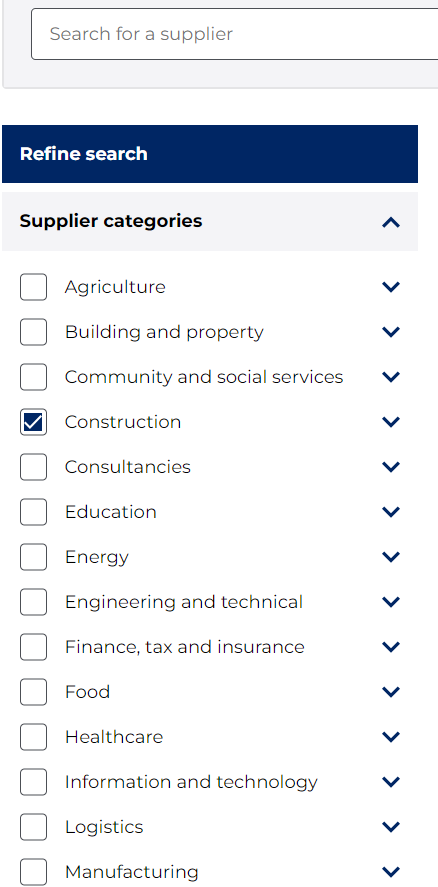 Search for a supplier
Refine search
Supplier categories
Agriculture
Building and property
Community and social services
Construction
Consultancies
Education
Energy
Engineering and technical
Finance, tax and insurance
Food
Healthcare
Information and technology
Logistics
Manufacturing